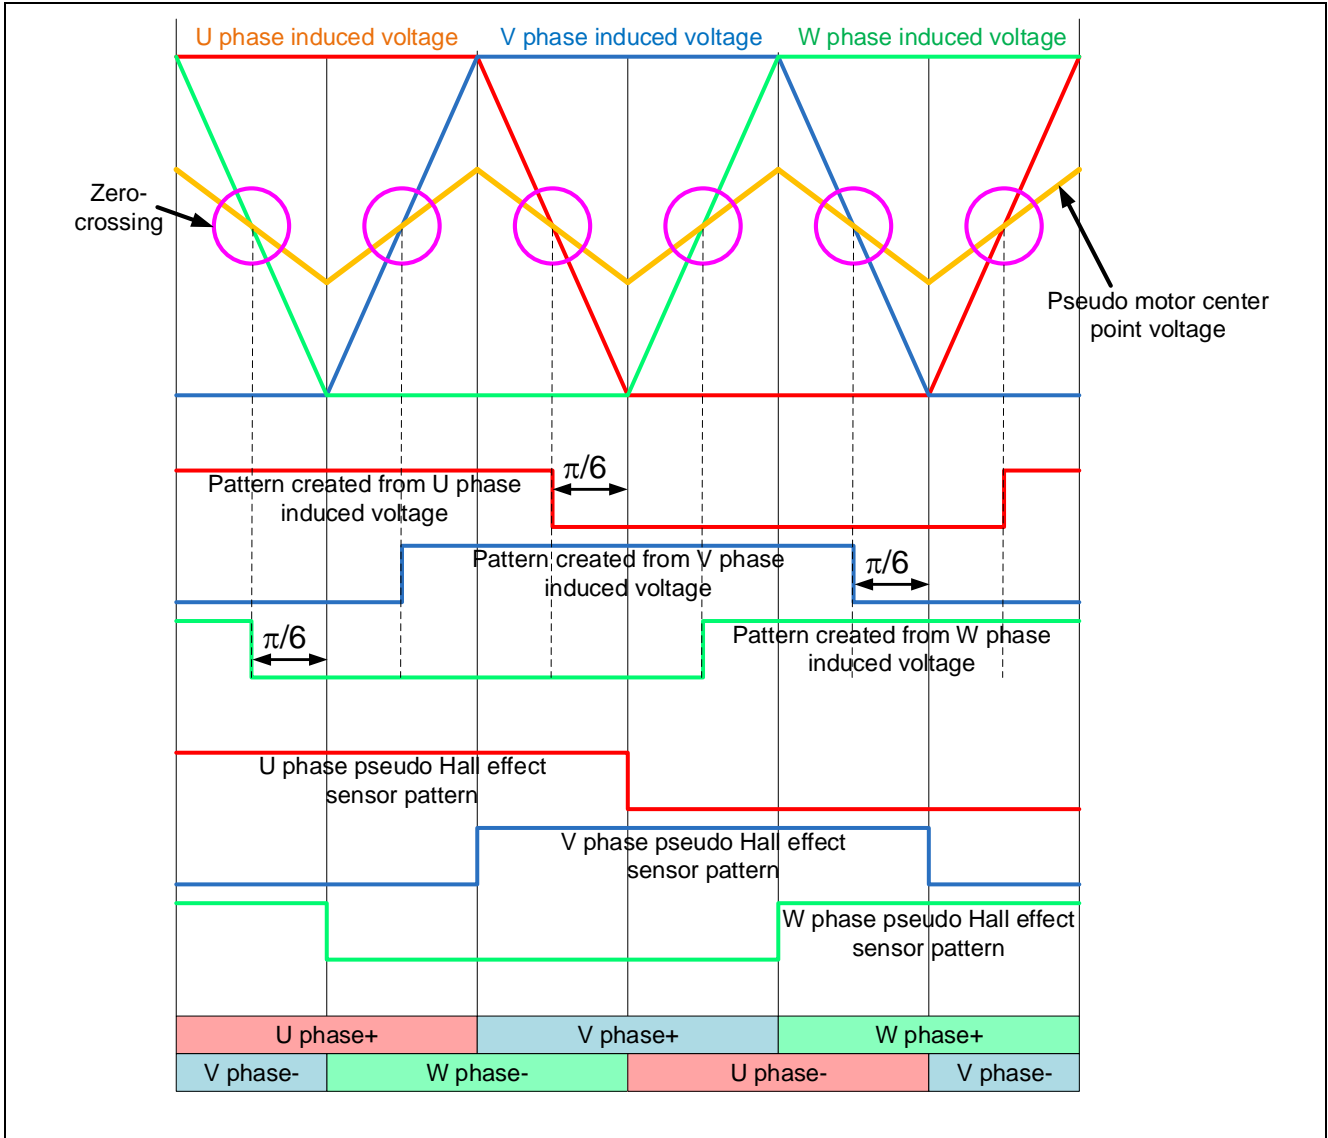 U phase induced voltage
V phase induced voltage
W phase induced voltage
Zero-
crossing
Pseudo motor center
point voltage
π/6
Pattern created from U phase
induced voltage
Pattern created from V phase
induced voltage
π/6
π/6
Pattern created from W phase
induced voltage
U phase pseudo Hall effect
sensor pattern
V phase pseudo Hall effect
sensor pattern
W phase pseudo Hall effect
sensor pattern
U phase+
V phase+
W phase+
V phase-
W phase-
U phase-
V phase-